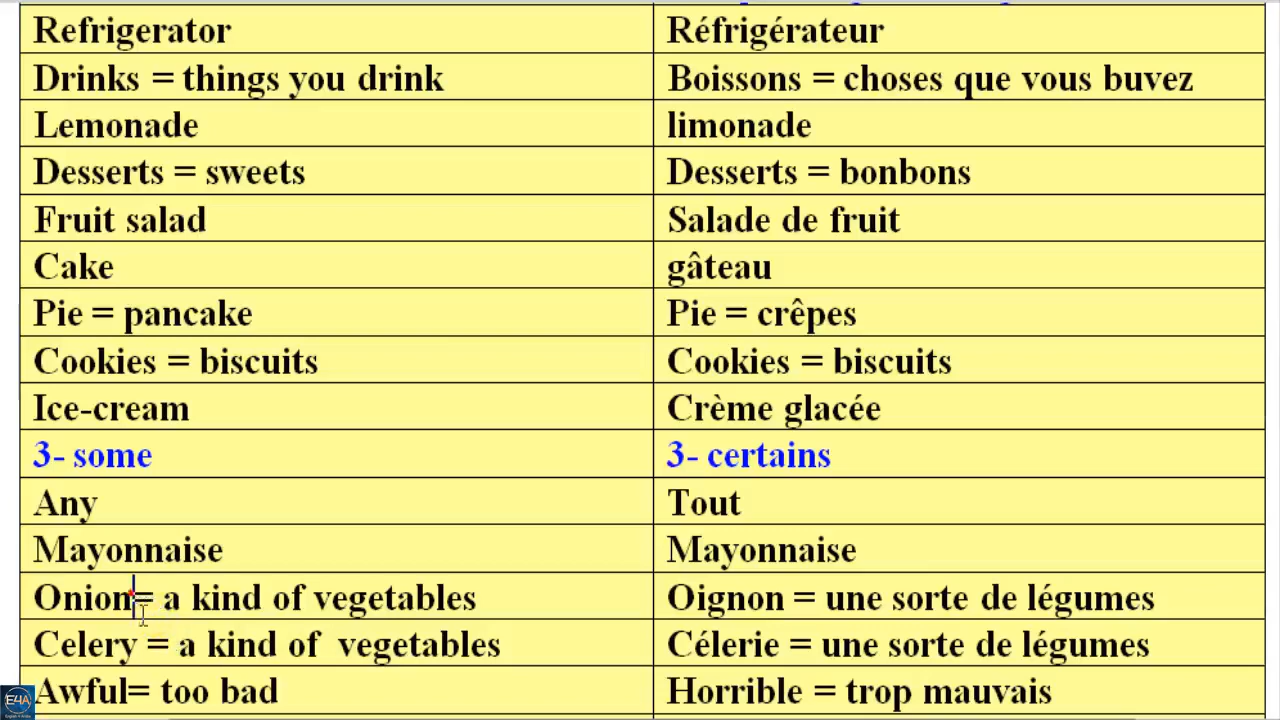 Refrigerator Réfrigérateur
Drinks = things you drink Boissons = choses que vous buvez
Lemonade limonade
Desserts = sweets Desserts = bonbons
Fruit salad Salade de fruit
Cake gâteau
Pie = pancake Pie = crêpes
Cookies = biscuits Cookies = biscuits
Ice-cream Crème glacée
3- some 3- certains
Any Tout
Mayonnaise Mayonnaise
Onion= a kind of vegetables Oignon = une sorte de légumes
Celery = a kind of vegetables Célerie = une sorte de légumes
Awful= too bad Horrible = trop mauvais
E4A